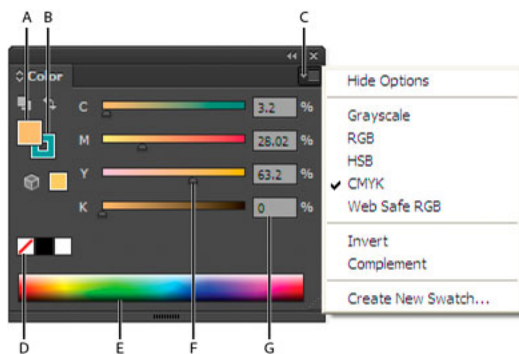 A B C
Color
C 3.2 %
M 28.02 %
Y 63.2 %
K 0 %
D E F G
Hide Options
Grayscale
RGB
HSB
CMYK
Web Safe RGB
Invert
Complement
Create New Swatch...